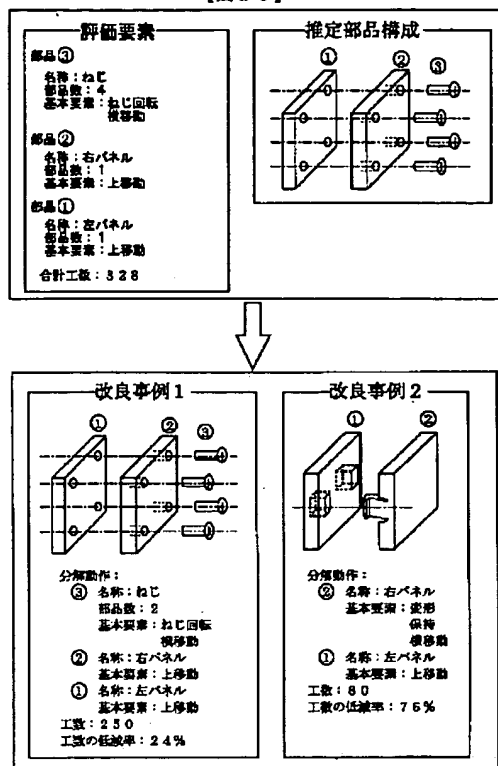 評価要素
部品③
名称：ねじ
部品数：4
基本要素：ねじ回転
横移動
部品②
名称：右パネル
部品数：1
基本要素：上移動
部品①
名称：左パネル
部品数：1
基本要素：上移動
合計工数：328
推定部品構成
① ② ③
改良事例1
① ② ③
分解動作：
③ 名称：ねじ
部品数：2
基本要素：ねじ回転
横移動
② 名称：右パネル
基本要素：上移動
① 名称：左パネル
基本要素：上移動
工数：250
工数の低減率：24%
改良事例2
① ②
分解動作：
② 名称：右パネル
基本要素：変形
保持
横移動
① 名称：左パネル
基本要素：上移動
工数：80
工数の低減率：76%